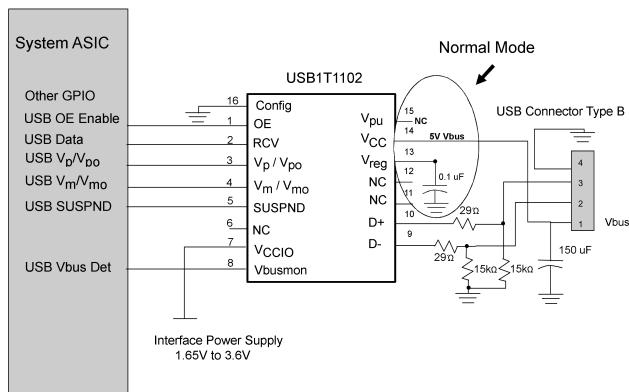 System ASIC
Normal Mode
USB1T1102
USB Connector Type B
Other GPIO
USB OE Enable
USB Data
USB Vp/Vpo
USB Vm/Vmo
USB SUSPND
USB Vbus Det
16 Config
1 OE
2 RCV
3 Vp / Vpo
4 Vm / Vmo
5 SUSPND
6 NC
7 VCCIO
8 Vbusmon
Vpu 15 NC
VCC 14 5V Vbus
Vreg 13
NC 12
NC 11
D+ 10
D- 9
0.1 uF
29Ω
29Ω
15kΩ
15kΩ
4
3
2
1
Vbus
150 uF
Interface Power Supply
1.65V to 3.6V